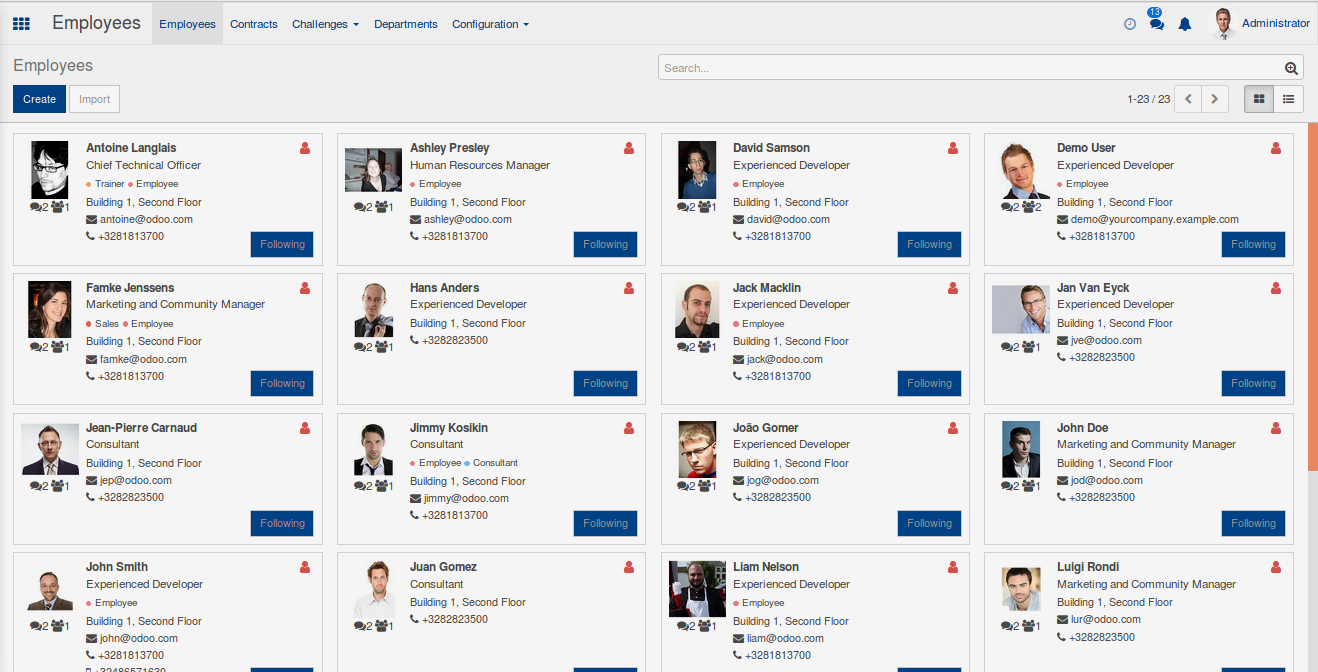 Employees Employees Contracts Challenges Departments Configuration 13 Administrator
Employees
Search...
Create Import 1-23 / 23
Antoine Langlais
Chief Technical Officer
Trainer Employee
Building 1, Second Floor
2 1
antoine@odoo.com
+3281813700
Following
Ashley Presley
Human Resources Manager
Employee
Building 1, Second Floor
2 1
ashley@odoo.com
+3281813700
Following
David Samson
Experienced Developer
Employee
Building 1, Second Floor
2 1
david@odoo.com
+3281813700
Following
Demo User
Experienced Developer
Employee
Building 1, Second Floor
2 2
demo@yourcompany.example.com
+3281813700
Following
Famke Jenssens
Marketing and Community Manager
Sales Employee
Building 1, Second Floor
2 1
famke@odoo.com
+3281813700
Following
Hans Anders
Experienced Developer
Building 1, Second Floor
+3282823500
2 1
Following
Jack Macklin
Experienced Developer
Employee
Building 1, Second Floor
2 1
jack@odoo.com
+3281813700
Following
Jan Van Eyck
Experienced Developer
Building 1, Second Floor
jve@odoo.com
2 1
+3282823500
Following
Jean-Pierre Carnaud
Consultant
Building 1, Second Floor
jep@odoo.com
2 1
+3282823500
Following
Jimmy Kosikin
Consultant
Employee Consultant
Building 1, Second Floor
2 1
jimmy@odoo.com
+3281813700
Following
João Gomer
Experienced Developer
Building 1, Second Floor
jog@odoo.com
2 1
+3282823500
Following
John Doe
Marketing and Community Manager
Building 1, Second Floor
jod@odoo.com
2 1
+3282823500
Following
John Smith
Experienced Developer
Employee
Building 1, Second Floor
2 1
john@odoo.com
+3281813700
+32486571630
Juan Gomez
Consultant
Building 1, Second Floor
+3282823500
2 1
Liam Nelson
Experienced Developer
Employee
Building 1, Second Floor
2 1
liam@odoo.com
+3281813700
Luigi Rondi
Marketing and Community Manager
Building 1, Second Floor
lur@odoo.com
2 1
+3282823500